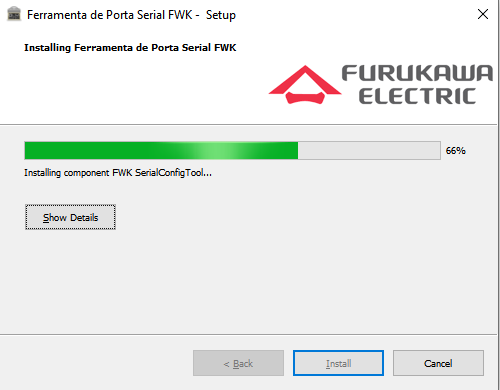 Ferramenta de Porta Serial FWK -  Setup
Installing Ferramenta de Porta Serial FWK
FURUKAWA
ELECTRIC
66%
Installing component FWK SerialConfigTool...
Show Details
< Back
Install
Cancel